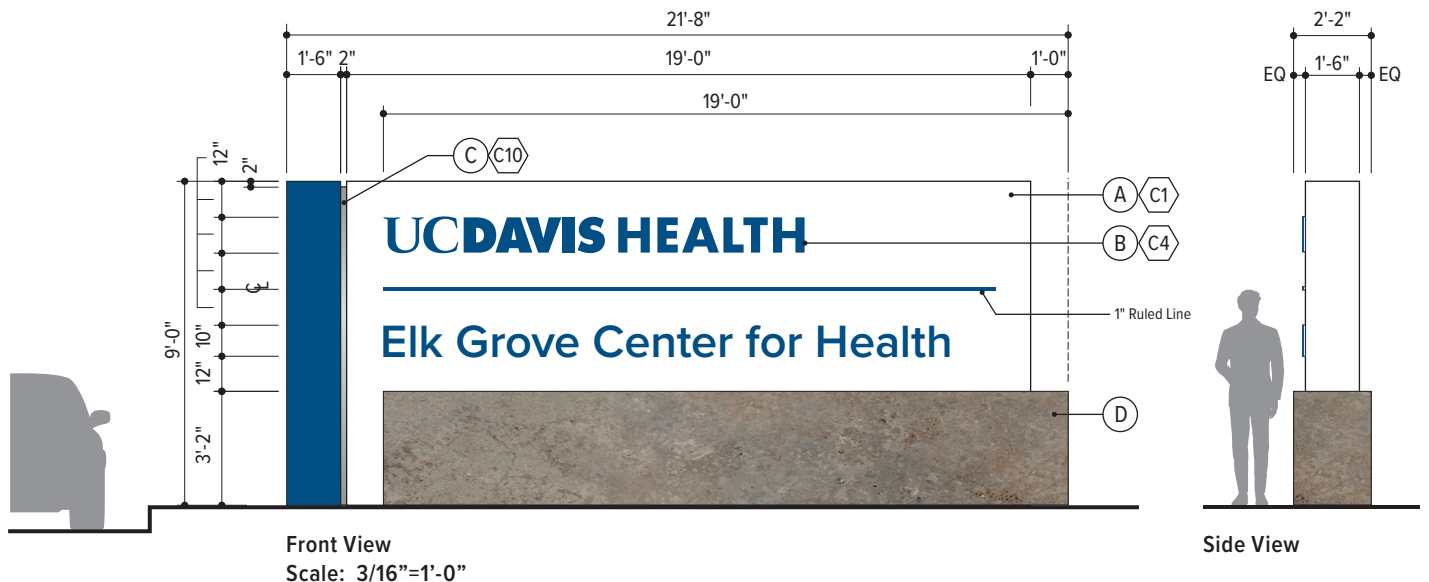 21'-8"
2'-2"
1'-6" 2" 19'-0" 1'-0"
EQ 1'-6" EQ
19'-0"
12"
2"
C C10
A C1
UCDAVIS HEALTH
B C4
CL
1" Ruled Line
9'-0"
10"
Elk Grove Center for Health
12"
D
3'-2"
Front View
Scale: 3/16”=1’-0”
Side View